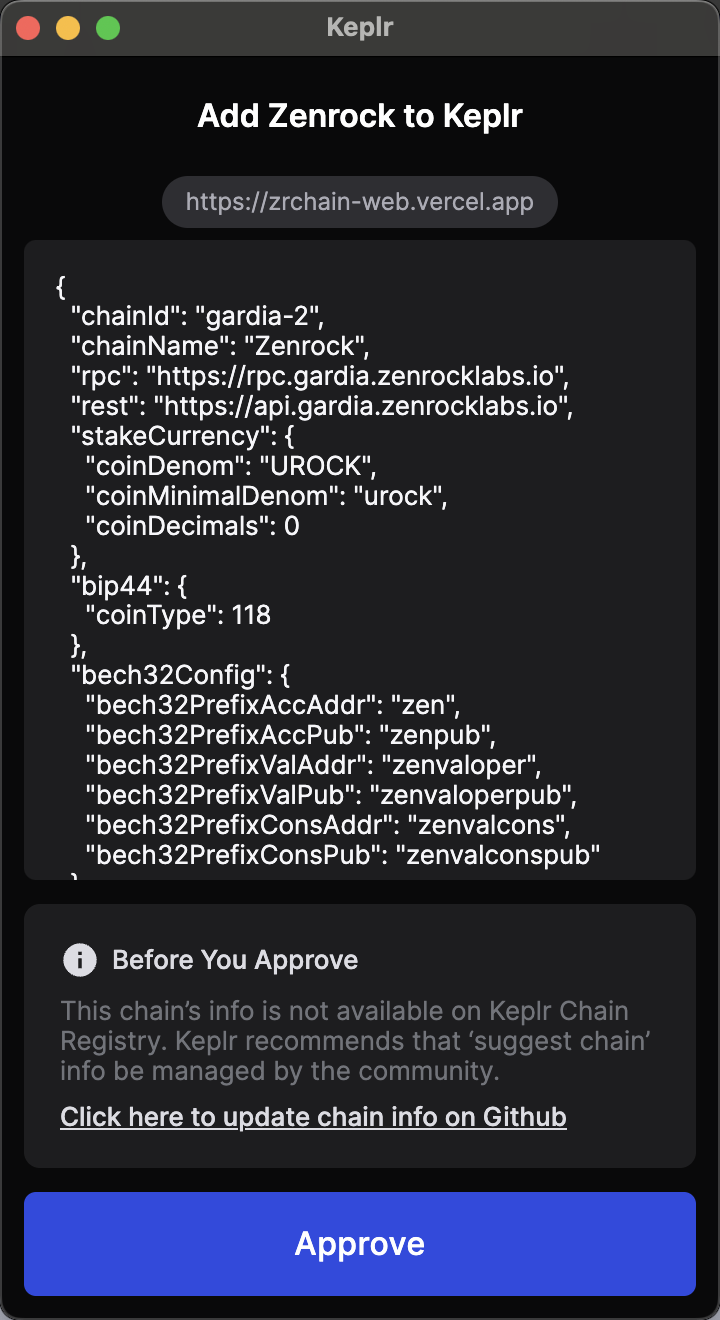 Keplr
Add Zenrock to Keplr
https://zrchain-web.vercel.app
{
"chainId": "gardia-2",
"chainName": "Zenrock",
"rpc": "https://rpc.gardia.zenrocklabs.io",
"rest": "https://api.gardia.zenrocklabs.io",
"stakeCurrency": {
"coinDenom": "UROCK",
"coinMinimalDenom": "urock",
"coinDecimals": 0
},
"bip44": {
"coinType": 118
},
"bech32Config": {
"bech32PrefixAccAddr": "zen",
"bech32PrefixAccPub": "zenpub",
"bech32PrefixValAddr": "zenvaloper",
"bech32PrefixValPub": "zenvaloperpub",
"bech32PrefixConsAddr": "zenvalcons",
"bech32PrefixConsPub": "zenvalconspub"
Before You Approve
This chain’s info is not available on Keplr Chain
Registry. Keplr recommends that ‘suggest chain’
info be managed by the community.
Click here to update chain info on Github
Approve